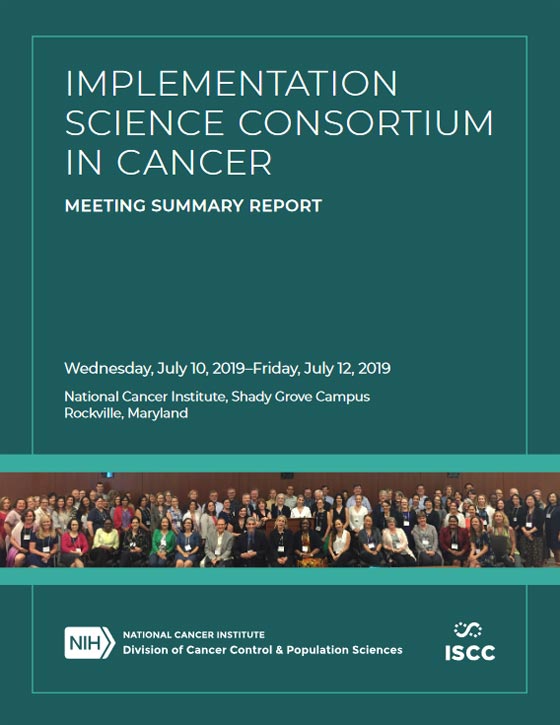 IMPLEMENTATION
SCIENCE CONSORTIUM
IN CANCER
MEETING SUMMARY REPORT
Wednesday, July 10, 2019–Friday, July 12, 2019
National Cancer Institute, Shady Grove Campus
Rockville, Maryland
NIH
NATIONAL CANCER INSTITUTE
Division of Cancer Control & Population Sciences
ISCC